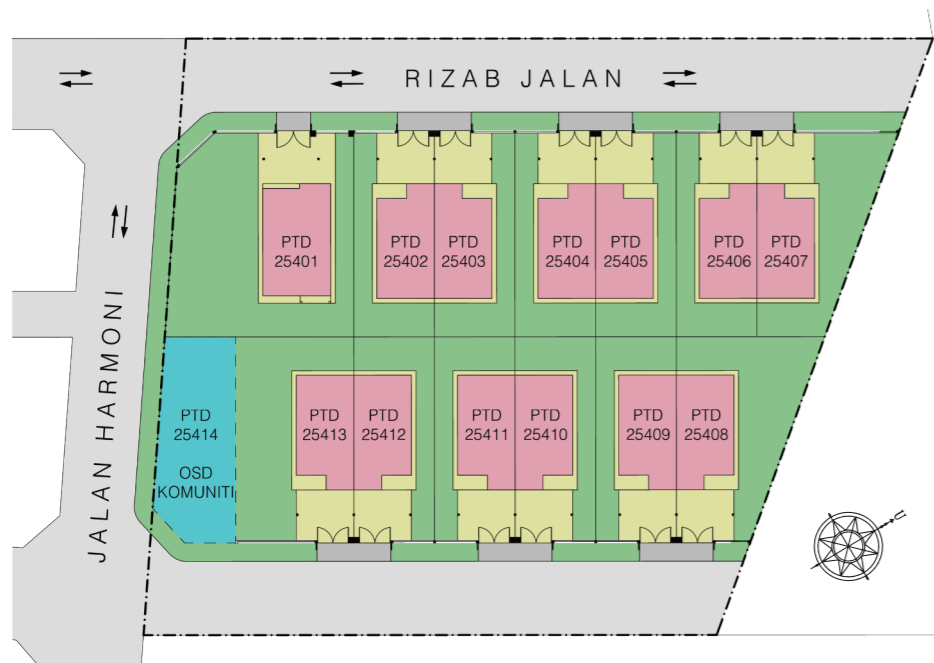 RIZAB JALAN
PTD
25401
PTD
25402
PTD
25403
PTD
25404
PTD
25405
PTD
25406
PTD
25407
JALAN HARMONI
PTD
25414
OSD
KOMUNITI
PTD
25413
PTD
25412
PTD
25411
PTD
25410
PTD
25409
PTD
25408
U